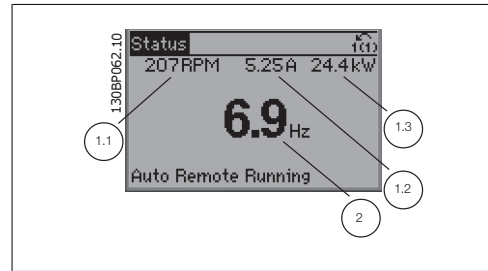 130BP062.10
Status 1(1)
207RPM 5.25A 24.4kW
1.1
6.9Hz
1.3
1.2
Auto Remote Running
2